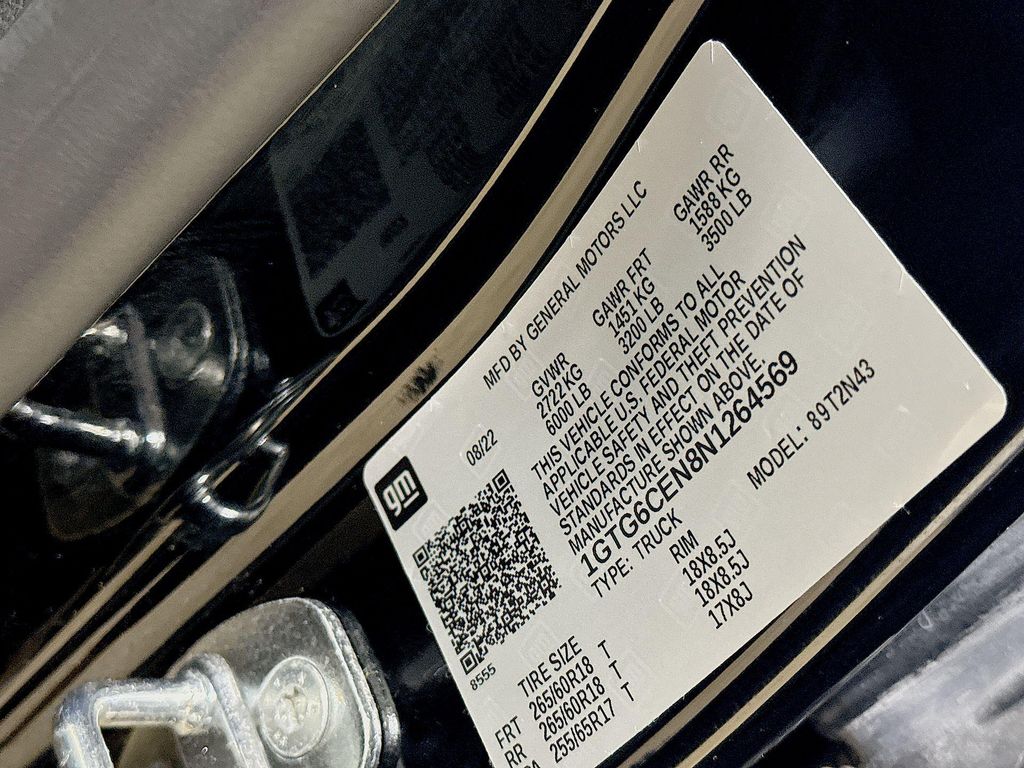 gm
MFD BY GENERAL MOTORS LLC
08/22
GVWR GAWR FRT GAWR RR
2722 KG 1451 KG 1588 KG
6000 LB 3200 LB 3500 LB
THIS VEHICLE CONFORMS TO ALL
APPLICABLE U.S. FEDERAL MOTOR
VEHICLE SAFETY AND THEFT PREVENTION
STANDARDS IN EFFECT ON THE DATE OF
MANUFACTURE SHOWN ABOVE.
1GTG6CEN8N1264569
TYPE: TRUCK MODEL: 89T2N43
8555
TIRE SIZE RIM
FRT 265/60R18 T 18X8.5J
RR 265/60R18 T 18X8.5J
255/65R17 T 17X8J